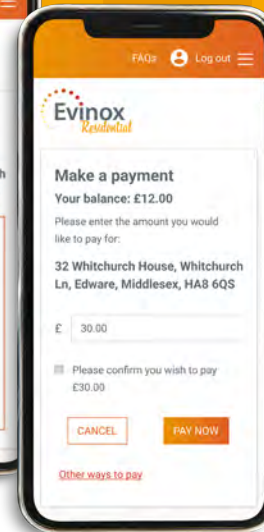 FAQs Log out
Evinox
Residential
h
Make a payment
Your balance: £12.00
Please enter the amount you would
like to pay for:
32 Whitchurch House, Whitchurch
Ln, Edware, Middlesex, HA8 6QS
£ 30.00
Please confirm you wish to pay
£30.00
CANCEL PAY NOW
Other ways to pay